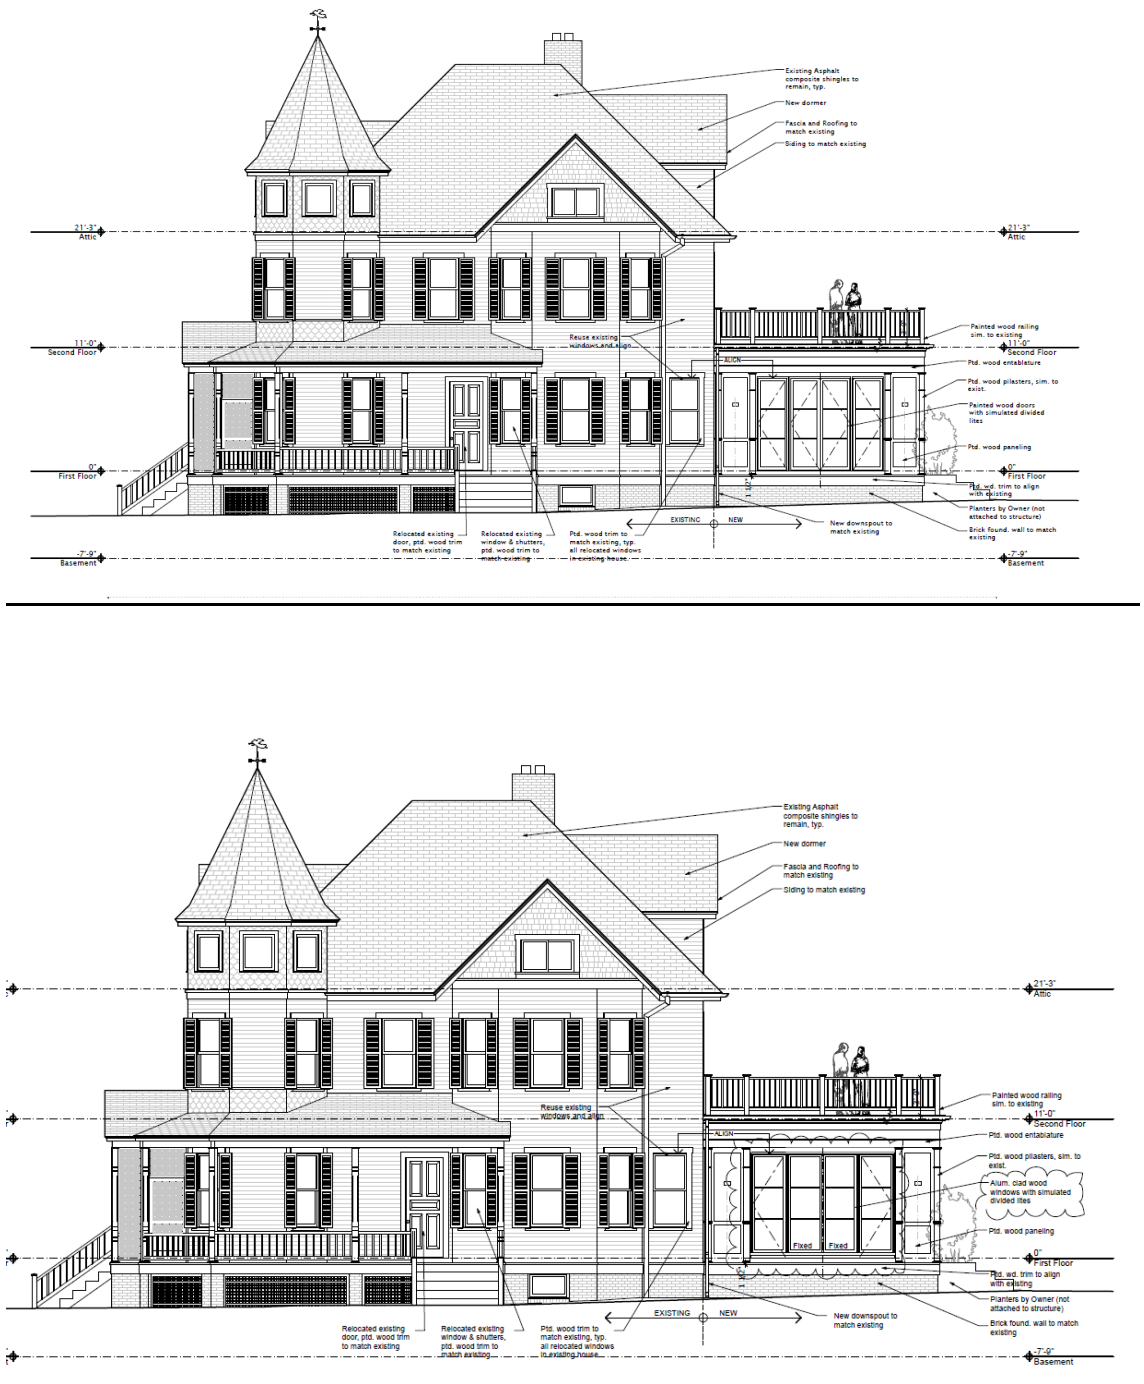 Existing Asphalt
composite shingles to
remain, typ.
New dormer
Fascia and Roofing to
match existing
Siding to match existing
21'-3"
Attic
21'-3"
Attic
Reuse existing
windows and align
Painted wood railing
sim. to existing
11'-0"
Second Floor
11'-0"
Second Floor
ALIGN
Ptd. wood entablature
Ptd. wood pilasters, sim. to
exist.
Painted wood doors
with simulated divided
lites
Ptd. wood paneling
0"
First Floor
0"
First Floor
1 1/2"
Ptd. wd. trim to align
with existing
Planters by Owner (not
attached to structure)
Brick found. wall to match
existing
EXISTING
NEW
New downspout to
match existing
Relocated existing
door, ptd. wood trim
to match existing
Relocated existing
window & shutters,
ptd. wood trim to
match existing
Ptd. wood trim to
match existing, typ.
all relocated windows
in existing house.
-7'-9"
Basement
-7'-9"
Basement
Existing Asphalt
composite shingles to
remain, typ.
New dormer
Fascia and Roofing to
match existing
Siding to match existing
21'-3"
Attic
Reuse existing
windows and align
Painted wood railing
sim. to existing
11'-0"
Second Floor
ALIGN
Ptd. wood entablature
Ptd. wood pilasters, sim. to
exist.
Alum. clad wood
windows with simulated
divided lites
Ptd. wood paneling
Fixed
Fixed
0"
First Floor
1 1/2"
Ptd. wd. trim to align
with existing
Planters by Owner (not
attached to structure)
Brick found. wall to match
existing
EXISTING
NEW
New downspout to
match existing
Relocated existing
door, ptd. wood trim
to match existing
Relocated existing
window & shutters,
ptd. wood trim to
match existing
Ptd. wood trim to
match existing, typ.
all relocated windows
in existing house.
-7'-9"
Basement